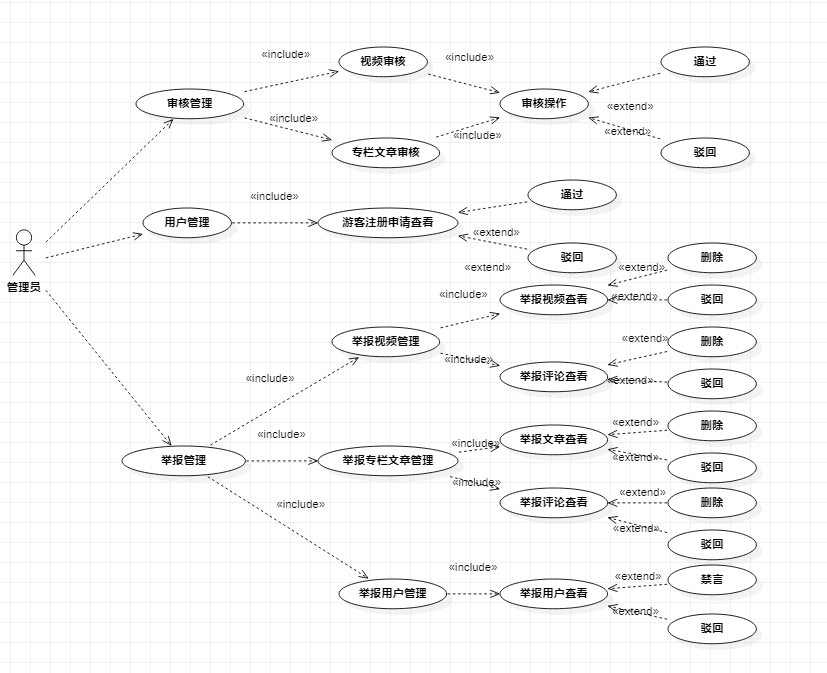 «include»
视频审核
«include»
通过
审核管理
审核操作
«extend»
«include»
«include»
«extend»
专栏文章审核
驳回
«include»
通过
用户管理
游客注册申请查看
«extend»
驳回
删除
«extend»
«extend»
管理员
«include»
举报视频查看
«extend»
驳回
举报视频管理
«extend»
删除
«include»
举报评论查看
«include»
«extend»
驳回
«include»
«include»
举报文章查看
«extend»
删除
举报管理
举报专栏文章管理
«extend»
驳回
«include»
«include»
举报评论查看
«extend»
删除
«extend»
驳回
«include»
«extend»
禁言
举报用户管理
举报用户查看
«extend»
驳回